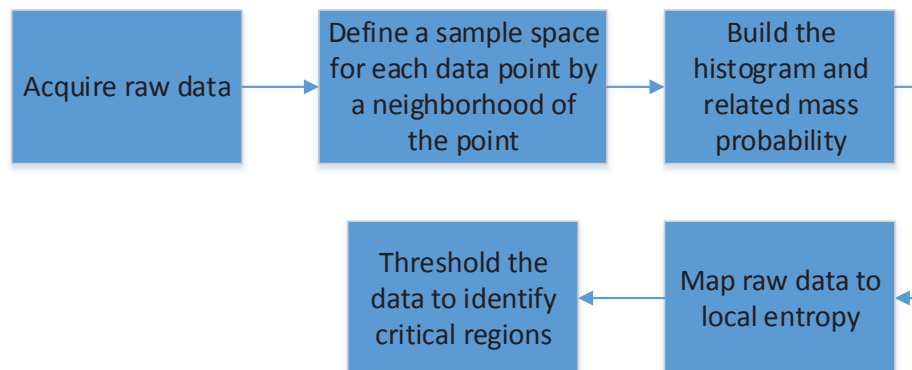 Acquire raw data
Define a sample space
for each data point by
a neighborhood of
the point
Build the
histogram and
related mass
probability
Threshold the
data to identify
critical regions
Map raw data to
local entropy